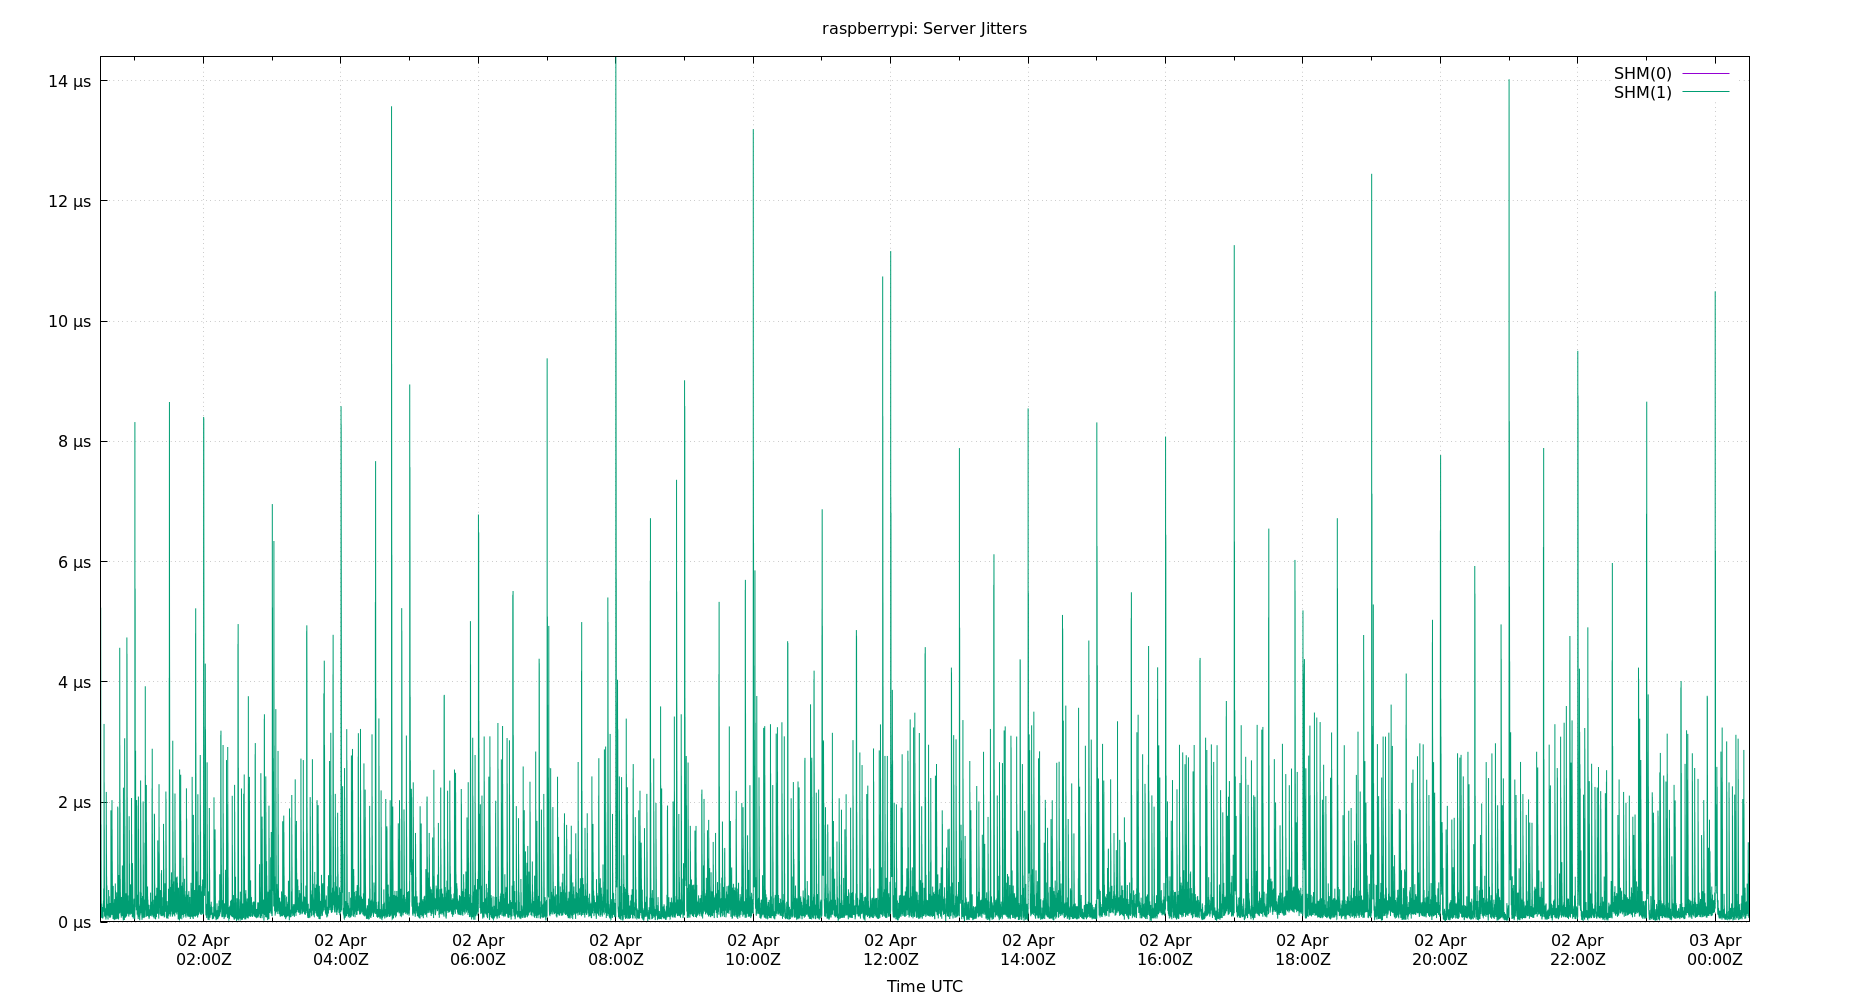 raspberrypi: Server Jitters
SHM(0)
SHM(1)
14 µs
12 µs
10 µs
8 µs
6 µs
4 µs
2 µs
0 µs
02 Apr 02 Apr 02 Apr 02 Apr 02 Apr 02 Apr 02 Apr 02 Apr 02 Apr 02 Apr 02 Apr 03 Apr
02:00Z 04:00Z 06:00Z 08:00Z 10:00Z 12:00Z 14:00Z 16:00Z 18:00Z 20:00Z 22:00Z 00:00Z
Time UTC